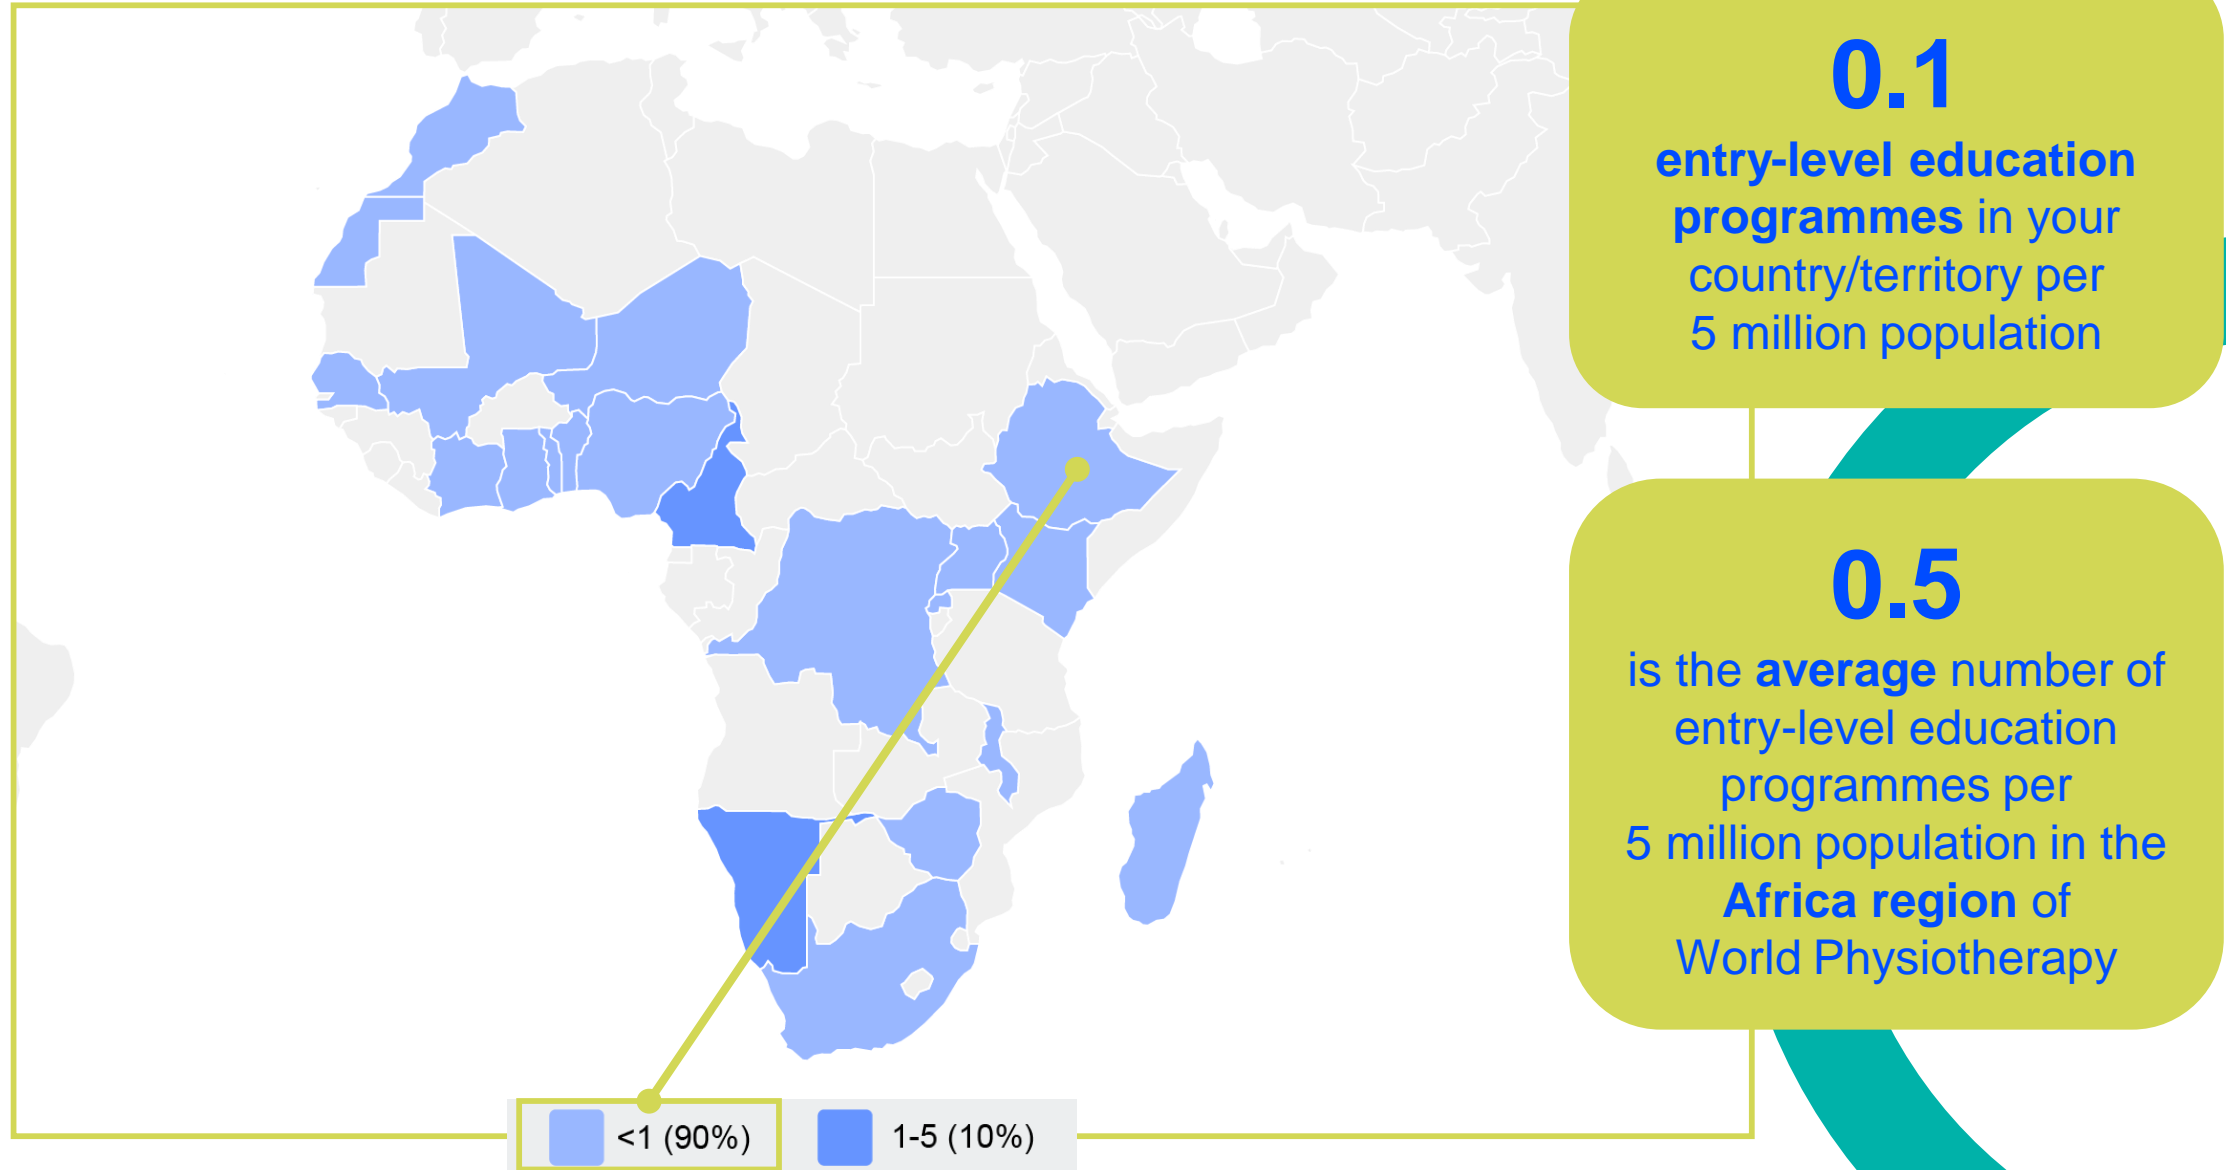 0.1
entry-level education
programmes in your
country/territory per
5 million population
0.5
is the average number of
entry-level education
programmes per
5 million population in the
Africa region of
World Physiotherapy
<1 (90%)
1-5 (10%)